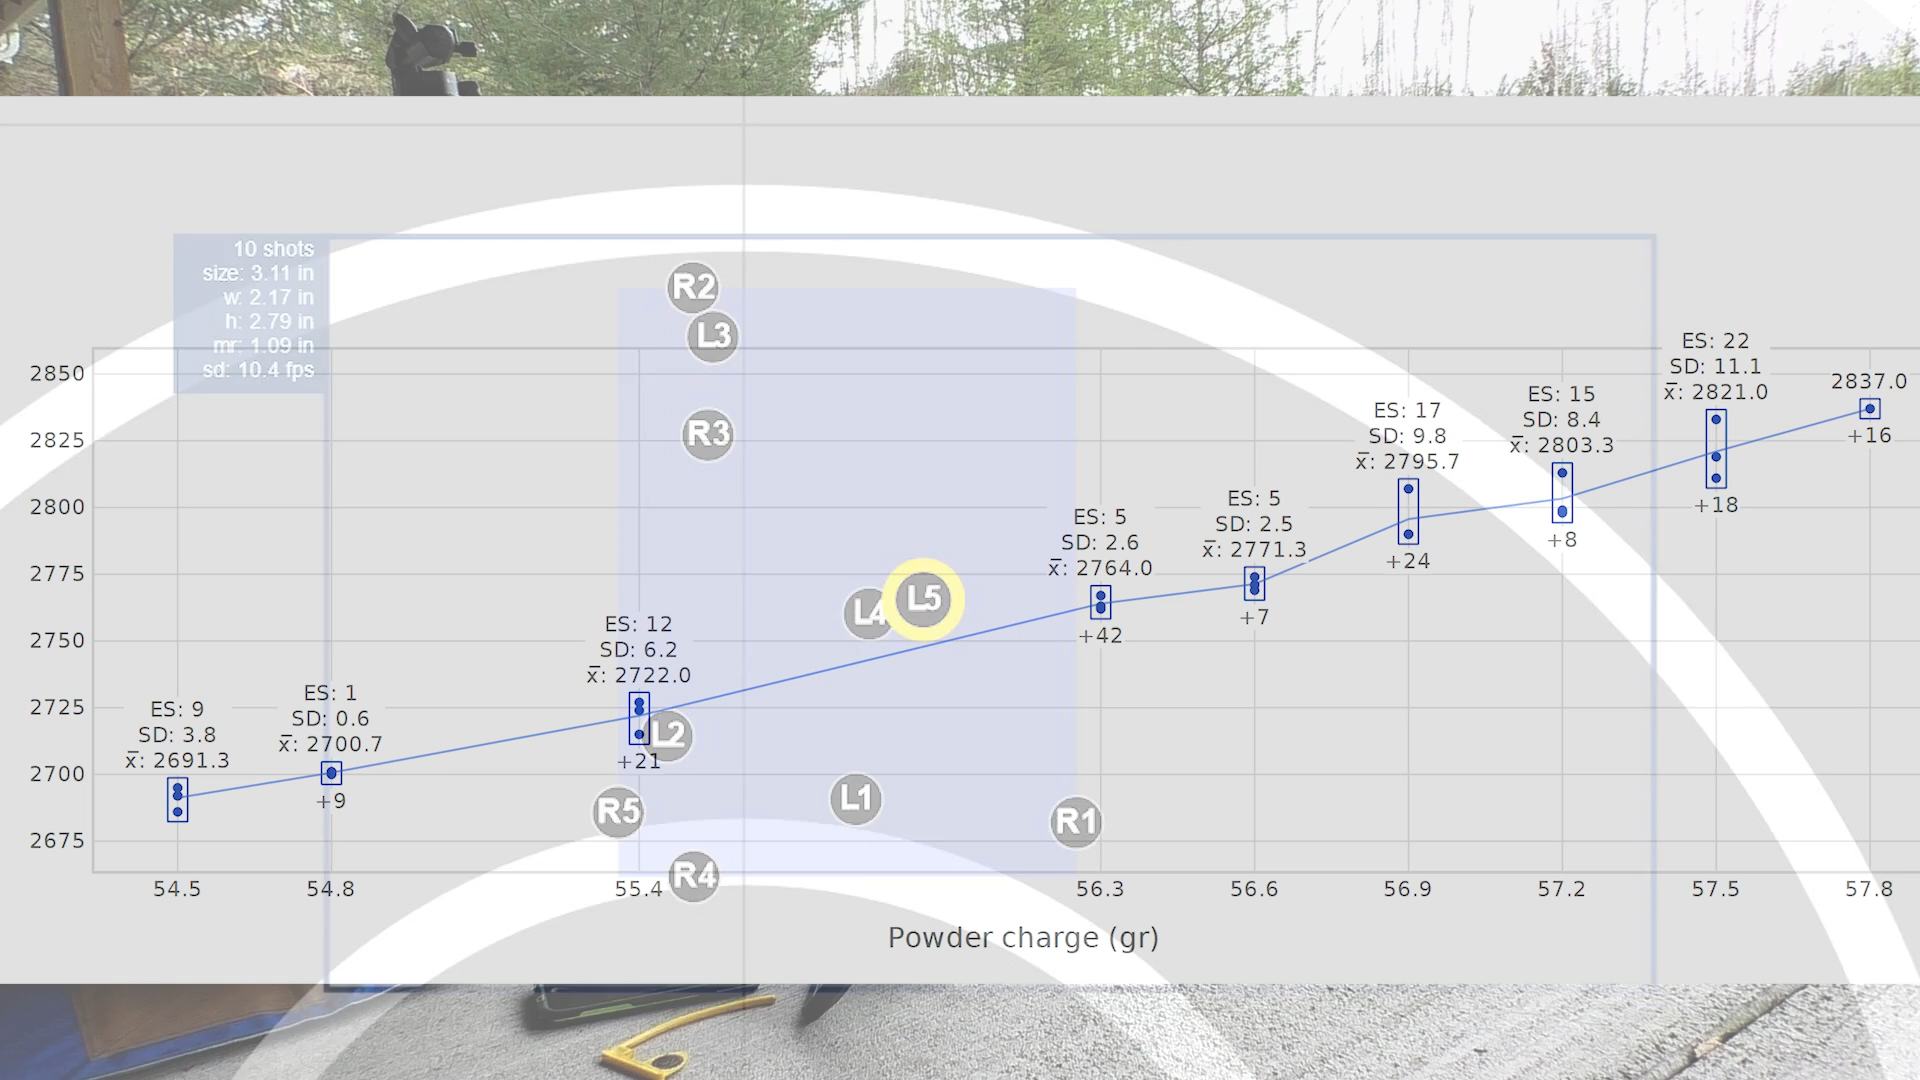 10 shots
size: 3.11 in
w: 2.17 in
h: 2.79 in
mr: 1.09 in
sd: 10.4 fps
R2
L3
R3
L4
L5
L2
L1
R5
R1
R4
2850
2825
2800
2775
2750
2725
2700
2675
ES: 9
SD: 3.8
x̄: 2691.3
ES: 1
SD: 0.6
x̄: 2700.7
+9
ES: 12
SD: 6.2
x̄: 2722.0
+21
ES: 5
SD: 2.6
x̄: 2764.0
+42
ES: 5
SD: 2.5
x̄: 2771.3
+7
ES: 17
SD: 9.8
x̄: 2795.7
+24
ES: 15
SD: 8.4
x̄: 2803.3
+8
ES: 22
SD: 11.1
x̄: 2821.0
+18
2837.0
+16
54.5 54.8 55.4 56.3 56.6 56.9 57.2 57.5 57.8
Powder charge (gr)